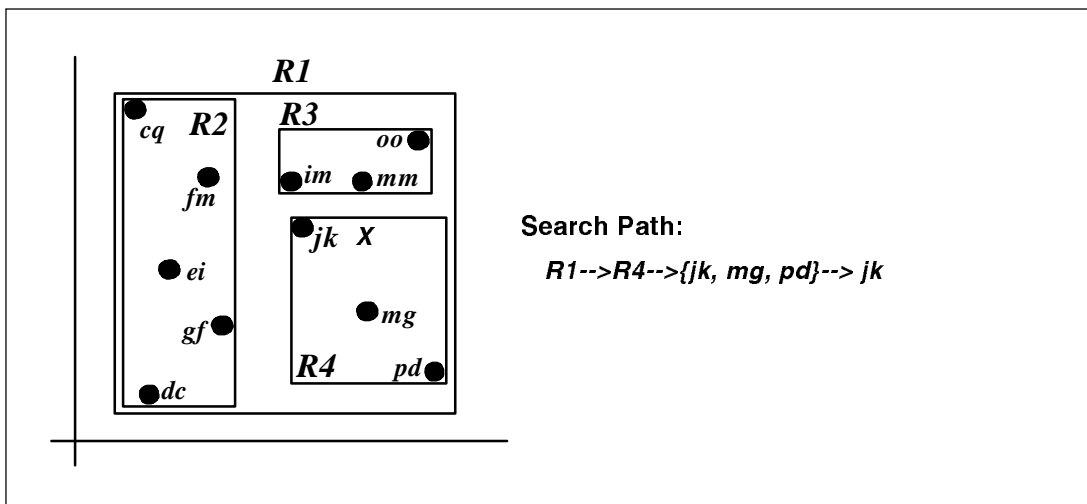 R1
cq R2 R3 oo
fm im mm
jk X
ei
gf mg
R4 pd
dc
Search Path:
R1-->R4-->{jk, mg, pd}--> jk